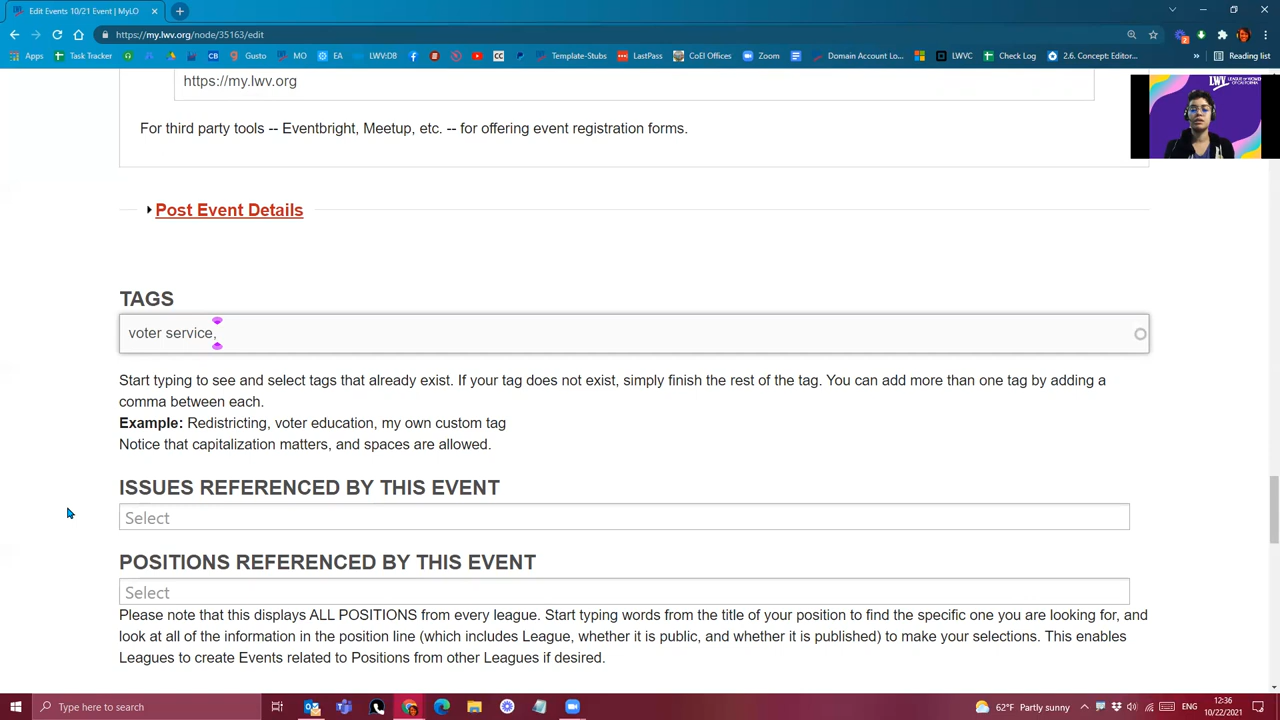 Edit Events 10/21 Event | MyLO
https://my.lwv.org/node/35163/edit
Apps
Task Tracker
CB
Gusto
MO
EA
LWV:DB
CC
Template-Stubs
LastPass
CoEI Offices
Zoom
Domain Account Lo...
LWVC
Check Log
2.6. Concept: Editor...
Reading list
https://my.lwv.org
LWV
LEAGUE OF WOMEN
For third party tools -- Eventbright, Meetup, etc. -- for offering event registration forms.
Post Event Details
TAGS
voter service,
Start typing to see and select tags that already exist. If your tag does not exist, simply finish the rest of the tag. You can add more than one tag by adding a
comma between each.
Example: Redistricting, voter education, my own custom tag
Notice that capitalization matters, and spaces are allowed.
ISSUES REFERENCED BY THIS EVENT
Select
POSITIONS REFERENCED BY THIS EVENT
Select
Please note that this displays ALL POSITIONS from every league. Start typing words from the title of your position to find the specific one you are looking for, and
look at all of the information in the position line (which includes League, whether it is public, and whether it is published) to make your selections. This enables
Leagues to create Events related to Positions from other Leagues if desired.
Type here to search
62°F Partly sunny
ENG
12:36
10/22/2021